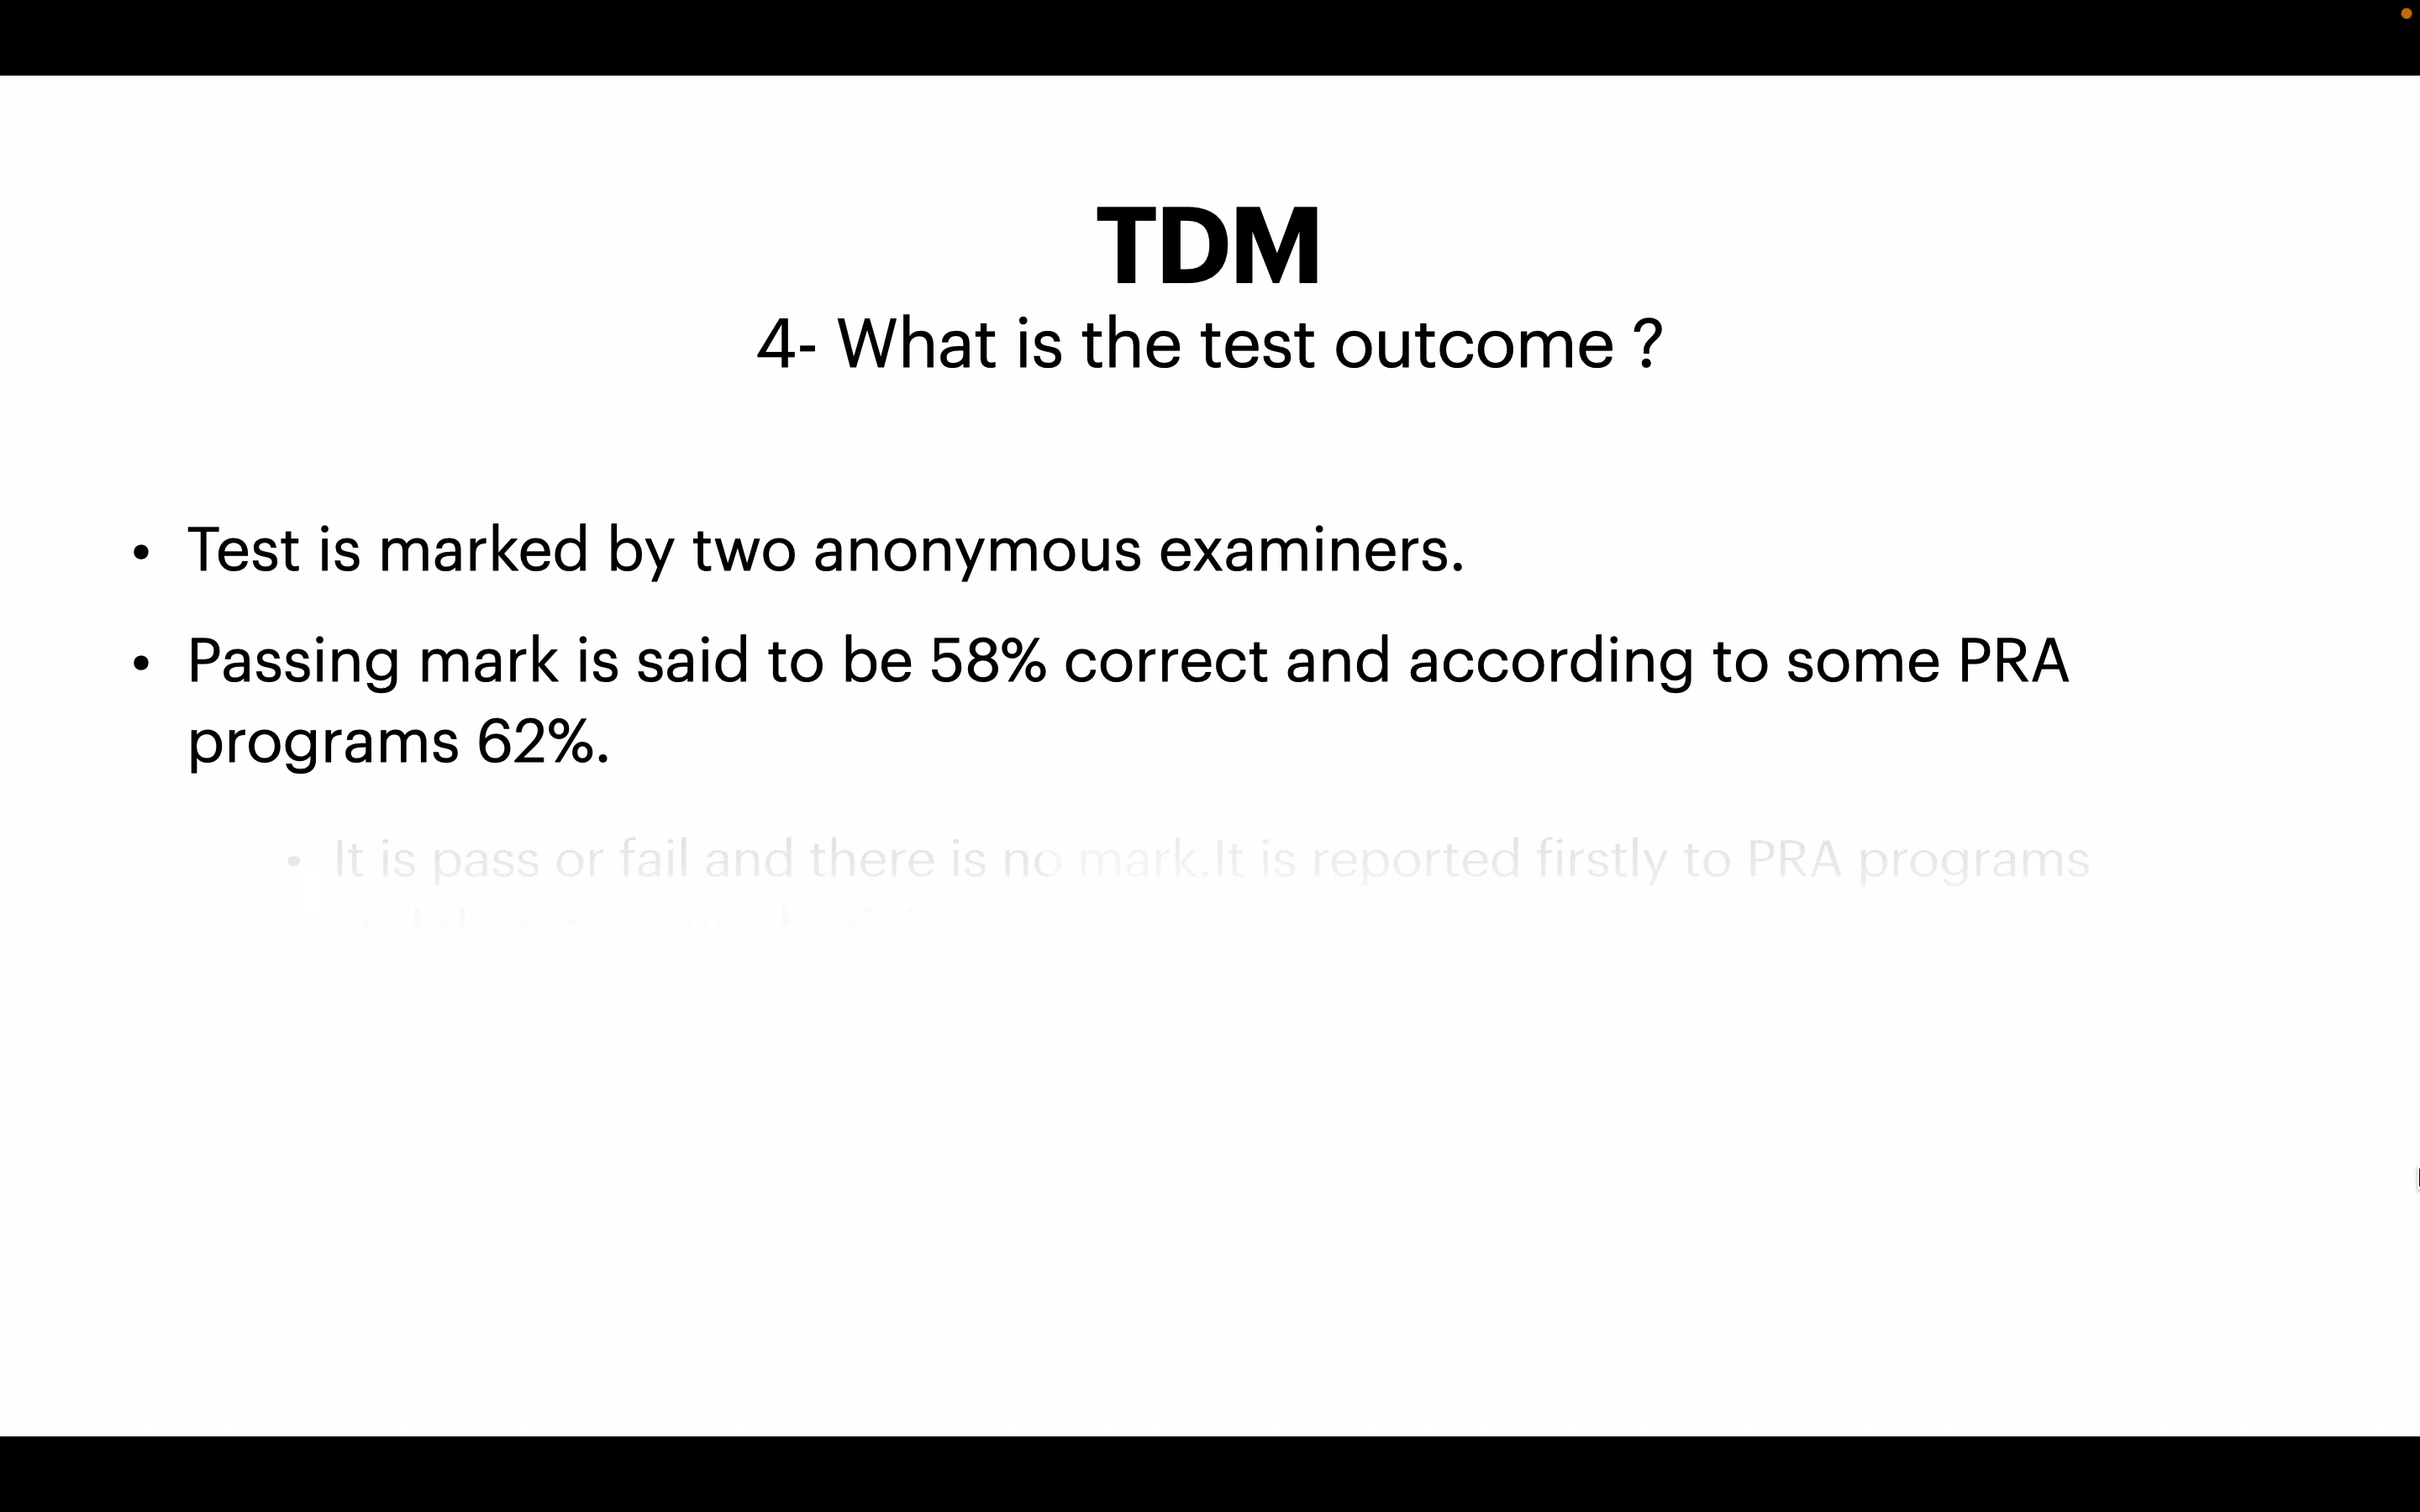 TDM
4- What is the test outcome ?
• Test is marked by two anonymous examiners.
• Passing mark is said to be 58% correct and according to some PRA
programs 62%.
• It is pass or fail and there is no mark.It is reported firstly to PRA programs